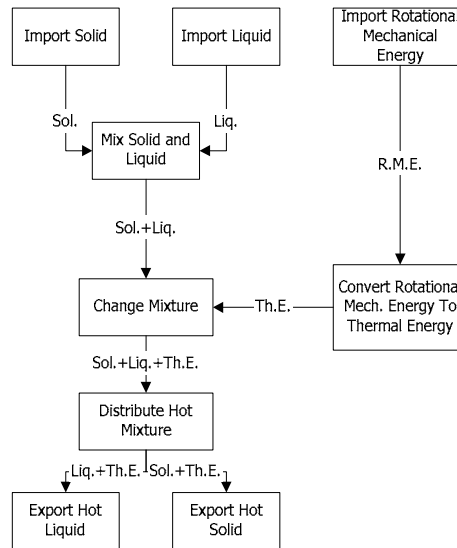 Import Solid
Import Liquid
Import Rotationa
Mechanical
Energy
Sol.
Liq.
Mix Solid and
Liquid
R.M.E.
Sol.+Liq.
Change Mixture
Th.E.
Convert Rotationa
Mech. Energy To
Thermal Energy
Sol.+Liq.+Th.E.
Distribute Hot
Mixture
Liq.+Th.E.
Sol.+Th.E.
Export Hot
Liquid
Export Hot
Solid